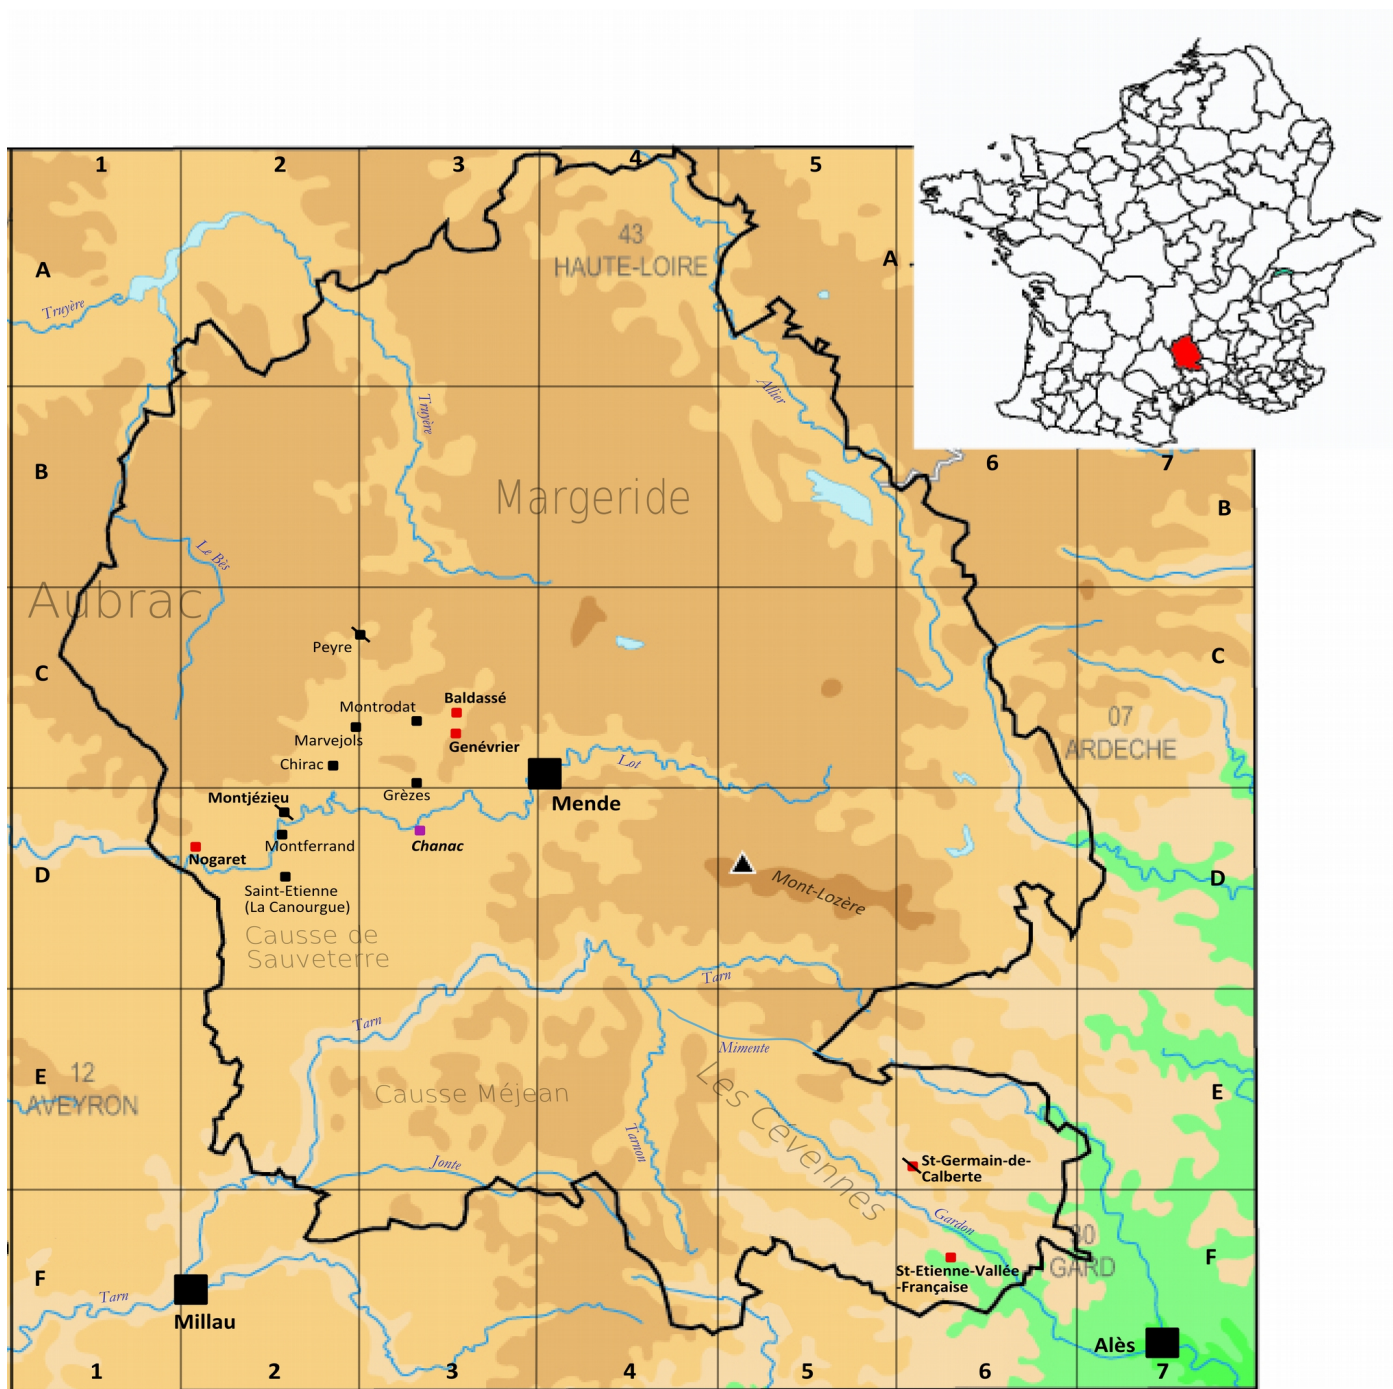 1 2 3 4 5
43
HAUTE-LOIRE
A A
Truyère
Allier
Truyère
6 7
B
Margeride
B
Le Bès
Aubrac
Peyre
C C
Baldassé
Montrodat
07
ARDECHE
Marvejols
Genévrier
Chirac
Lot
Grèzes
Montjézieu
Mende
Montferrand
Chanac
Nogaret
D D
Mont-Lozère
Saint-Etienne
(La Canourgue)
Causse de
Sauveterre
Tarn
Tarn
Mimente
12
AVEYRON
E E
Causse Méjean
Les Cévennes
Tarnon
Jonte
St-Germain-de-
Calberte
Gardon
30
GARD
F F
St-Etienne-Vallée
-Française
Tarn
Millau
Alès
1 2 3 4 5 6 7